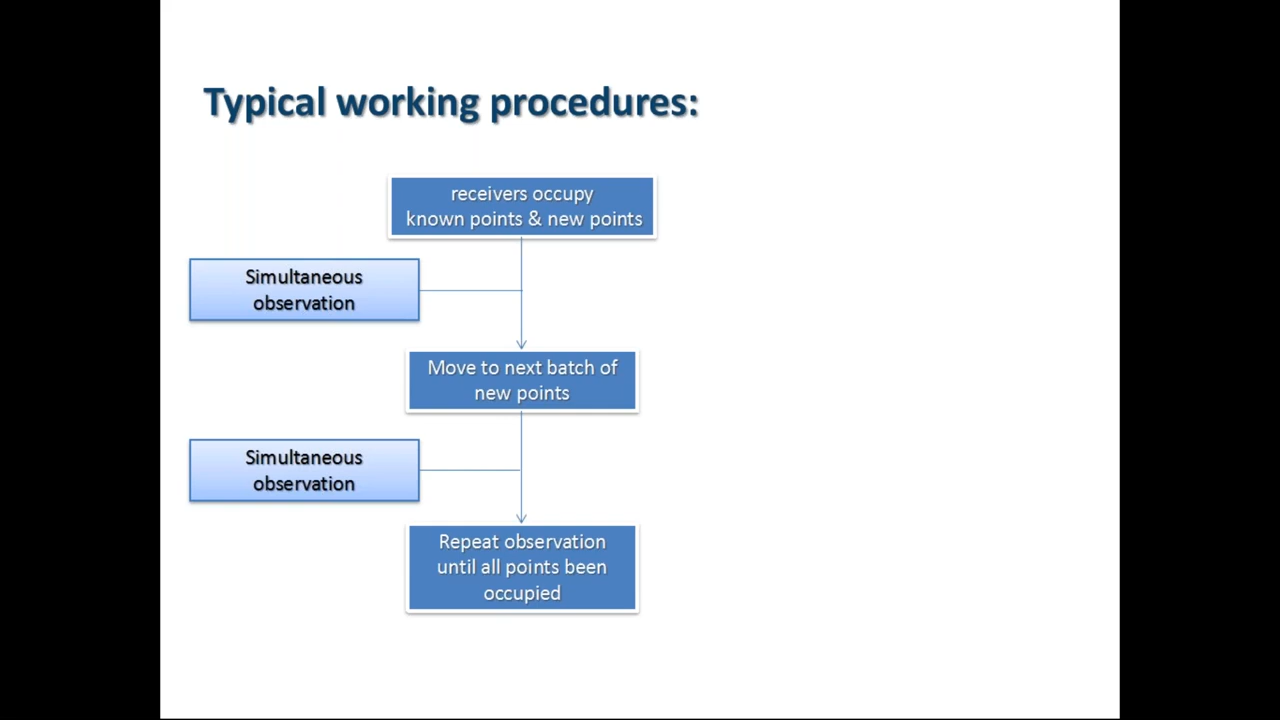 Typical working procedures:
receivers occupy
known points & new points
Simultaneous
observation
Move to next batch of
new points
Simultaneous
observation
Repeat observation
until all points been
occupied